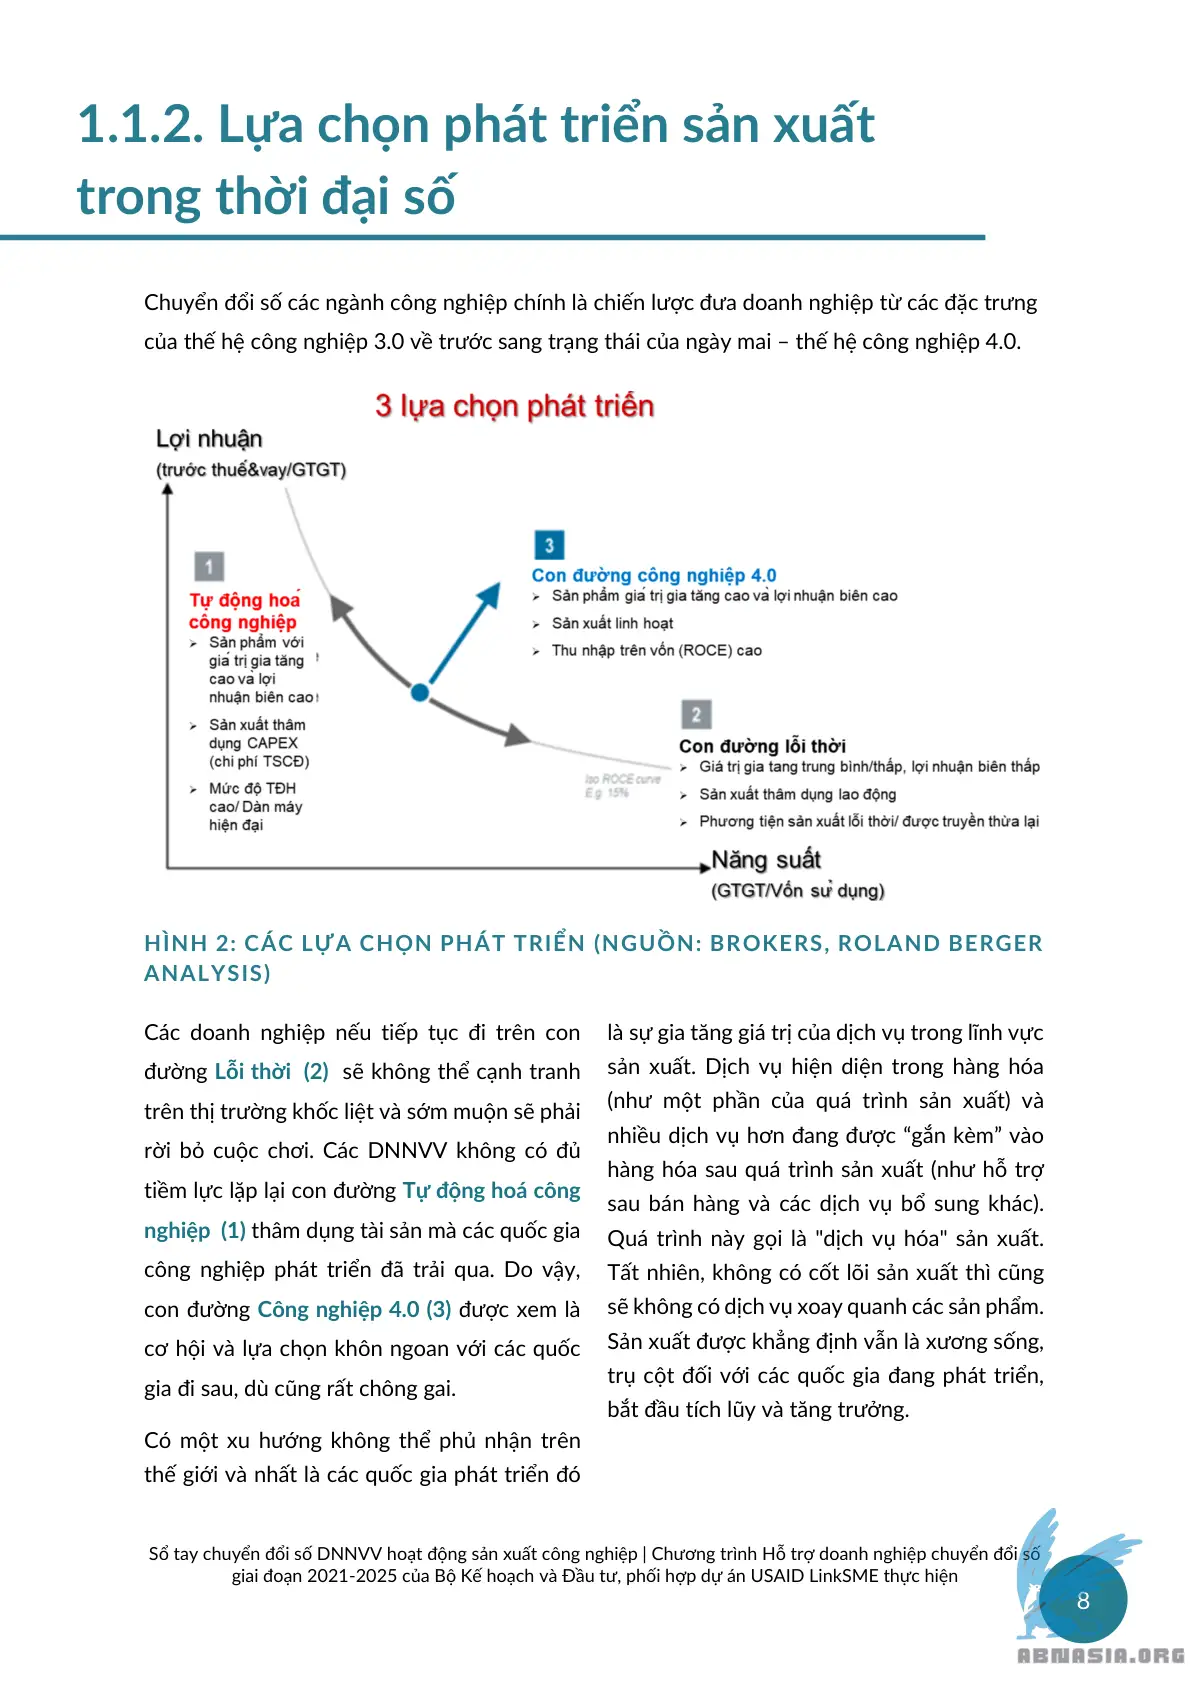 1.1.2. Lựa chọn phát triển sản xuất
trong thời đại số
Chuyển đổi số các ngành công nghiệp chính là chiến lược đưa doanh nghiệp từ các đặc trưng
của thế hệ công nghiệp 3.0 về trước sang trạng thái của ngày mai – thế hệ công nghiệp 4.0.
3 lựa chọn phát triển
Lợi nhuận
(trước thuế&vay/GTGT)
1
Tự động hoá
công nghiệp
➢ Sản phẩm với
giá trị gia tăng
cao và lợi
nhuận biên cao
➢ Sản xuất thâm
dụng CAPEX
(chi phí TSCĐ)
➢ Mức độ TĐH
cao/ Dàn máy
hiện đại
3
Con đường công nghiệp 4.0
➢ Sản phẩm giá trị gia tăng cao và lợi nhuận biên cao
➢ Sản xuất linh hoạt
➢ Thu nhập trên vốn (ROCE) cao
2
Con đường lỗi thời
➢ Giá trị gia tang trung bình/thấp, lợi nhuận biên thấp
➢ Sản xuất thâm dụng lao động
➢ Phương tiện sản xuất lỗi thời/ được truyền thừa lại
Iso ROCE curve
E.g. 15%
Năng suất
(GTGT/Vốn sử dụng)
HÌNH 2: CÁC LỰA CHỌN PHÁT TRIỂN (NGUỒN: BROKERS, ROLAND BERGER
ANALYSIS)
Các doanh nghiệp nếu tiếp tục đi trên con
đường Lỗi thời (2) sẽ không thể cạnh tranh
trên thị trường khốc liệt và sớm muộn sẽ phải
rời bỏ cuộc chơi. Các DNNVV không có đủ
tiềm lực lặp lại con đường Tự động hoá công
nghiệp (1) thâm dụng tài sản mà các quốc gia
công nghiệp phát triển đã trải qua. Do vậy,
con đường Công nghiệp 4.0 (3) được xem là
cơ hội và lựa chọn khôn ngoan với các quốc
gia đi sau, dù cũng rất chông gai.
Có một xu hướng không thể phủ nhận trên
thế giới và nhất là các quốc gia phát triển đó
là sự gia tăng giá trị của dịch vụ trong lĩnh vực
sản xuất. Dịch vụ hiện diện trong hàng hóa
(như một phần của quá trình sản xuất) và
nhiều dịch vụ hơn đang được “gắn kèm” vào
hàng hóa sau quá trình sản xuất (như hỗ trợ
sau bán hàng và các dịch vụ bổ sung khác).
Quá trình này gọi là "dịch vụ hóa" sản xuất.
Tất nhiên, không có cốt lõi sản xuất thì cũng
sẽ không có dịch vụ xoay quanh các sản phẩm.
Sản xuất được khẳng định vẫn là xương sống,
trụ cột đối với các quốc gia đang phát triển,
bắt đầu tích lũy và tăng trưởng.
Sổ tay chuyển đổi số DNNVV hoạt động sản xuất công nghiệp | Chương trình Hỗ trợ doanh nghiệp chuyển đổi số
giai đoạn 2021-2025 của Bộ Kế hoạch và Đầu tư, phối hợp dự án USAID LinkSME thực hiện
8
ABNASIA.ORG